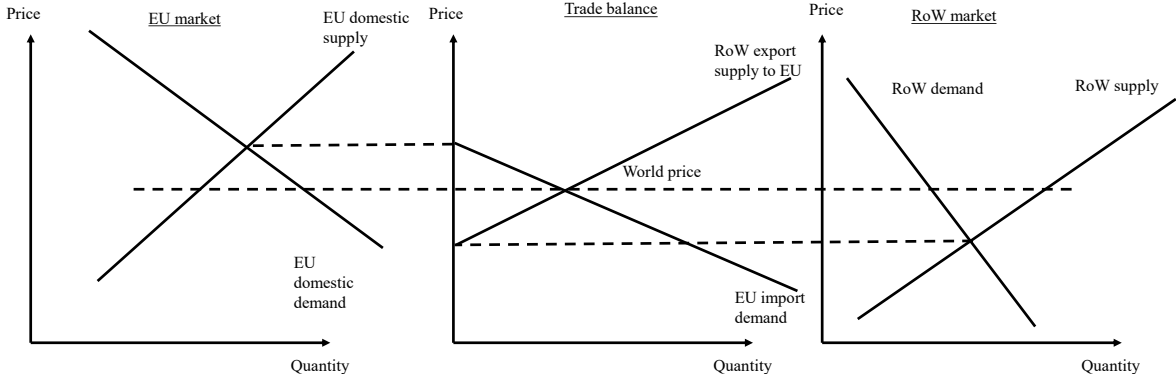 Price
EU market
EU domestic
supply
EU
domestic
demand
Quantity
Trade balance
RoW export
supply to EU
World price
EU import
demand
Quantity
Price
RoW market
RoW demand
RoW supply
Quantity
Price